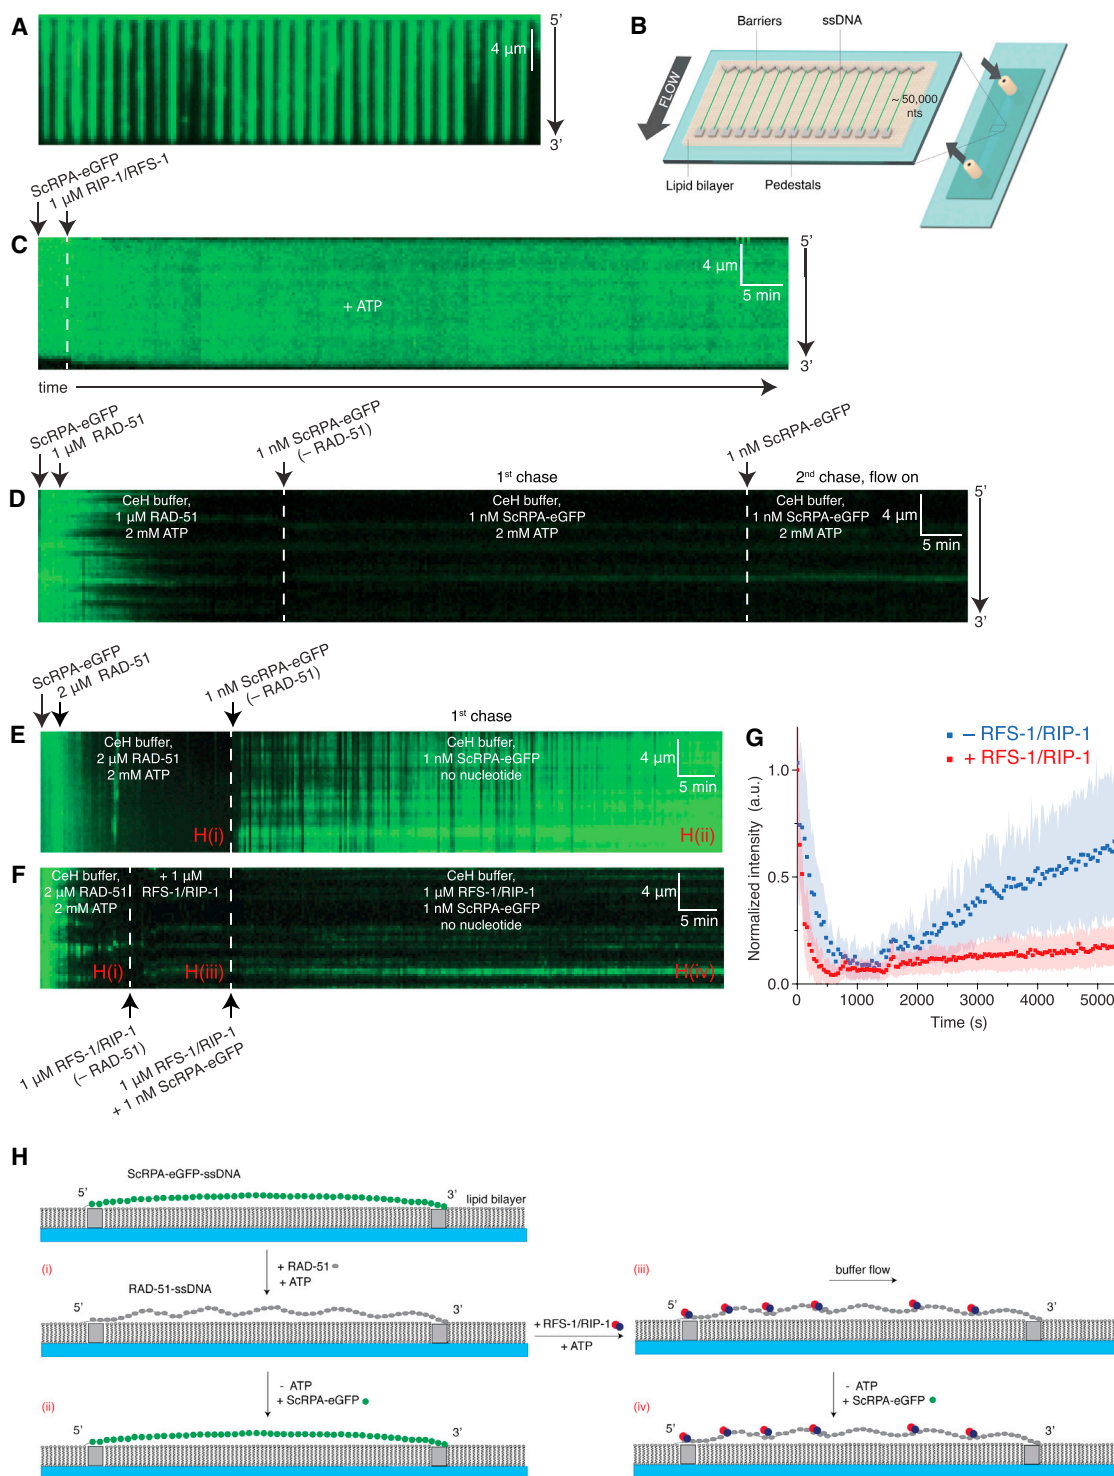 A
5'
4 µm
3'
B
Barriers
ssDNA
FLOW
~50,000
nts
Lipid bilayer
Pedestals
ScRPA-eGFP
1 µM RIP-1/RFS-1
C
5'
4 µm
5 min
+ ATP
3'
time
ScRPA-eGFP
1 µM RAD-51
1 nM ScRPA-eGFP
(– RAD-51)
1 nM ScRPA-eGFP
1st chase
2nd chase, flow on
D
CeH buffer,
1 µM RAD-51
2 mM ATP
CeH buffer,
1 nM ScRPA-eGFP
2 mM ATP
CeH buffer,
1 nM ScRPA-eGFP
2 mM ATP
4 µm
5 min
5'
3'
ScRPA-eGFP
2 µM RAD-51
1 nM ScRPA-eGFP
(– RAD-51)
1st chase
E
CeH buffer,
2 µM RAD-51
2 mM ATP
H(i)
CeH buffer,
1 nM ScRPA-eGFP
no nucleotide
4 µm
5 min
H(ii)
F
CeH buffer,
2 µM RAD-51
2 mM ATP
H(i)
+ 1 µM
RFS-1/RIP-1
H(iii)
CeH buffer,
1 µM RFS-1/RIP-1
1 nM ScRPA-eGFP
no nucleotide
4 µm
5 min
H(iv)
1 µM RFS-1/RIP-1
(– RAD-51)
1 µM RFS-1/RIP-1
+ 1 nM ScRPA-eGFP
G
– RFS-1/RIP-1
+ RFS-1/RIP-1
Normalized intensity (a.u.)
1.0
0.5
0.0
0 1000 2000 3000 4000 5000
Time (s)
H
ScRPA-eGFP-ssDNA
5'
3'
lipid bilayer
(i)
+ RAD-51
+ ATP
RAD-51-ssDNA
5'
3'
+ RFS-1/RIP-1
+ ATP
(iii)
buffer flow
5'
3'
(ii)
- ATP
+ ScRPA-eGFP
5'
3'
(iv)
- ATP
+ ScRPA-eGFP
5'
3'